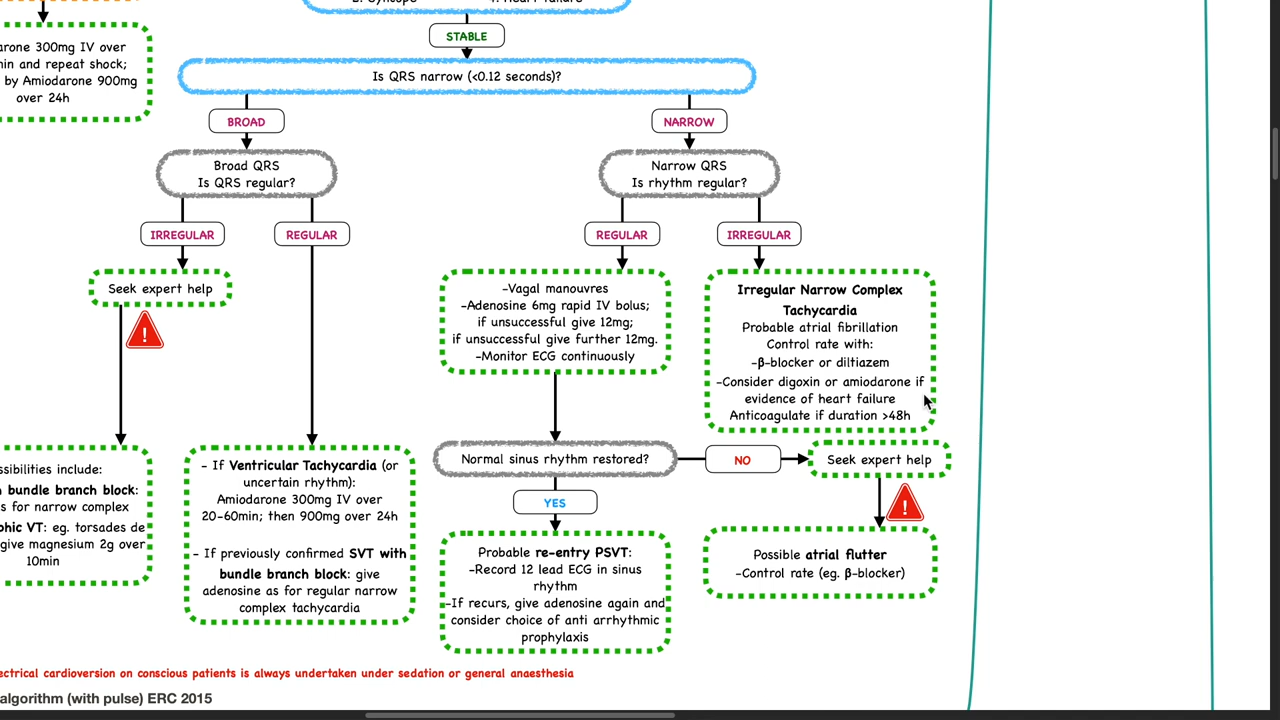 STABLE
arone 300mg IV over
min and repeat shock;
by Amiodarone 900mg
over 24h
Is QRS narrow (<0.12 seconds)?
BROAD
NARROW
Broad QRS
Is QRS regular?
Narrow QRS
Is rhythm regular?
IRREGULAR
REGULAR
REGULAR
IRREGULAR
Seek expert help
-Vagal manouvres
-Adenosine 6mg rapid IV bolus;
if unsuccessful give 12mg;
if unsuccessful give further 12mg.
-Monitor ECG continuously
Irregular Narrow Complex
Tachycardia
Probable atrial fibrillation
Control rate with:
-β-blocker or diltiazem
-Consider digoxin or amiodarone if
evidence of heart failure
Anticoagulate if duration >48h
ssibilities include:
bundle branch block:
s for narrow complex
phic VT: eg. torsades de
give magnesium 2g over
10min
- If Ventricular Tachycardia (or
uncertain rhythm):
Amiodarone 300mg IV over
20-60min; then 900mg over 24h
- If previously confirmed SVT with
bundle branch block: give
adenosine as for regular narrow
complex tachycardia
Normal sinus rhythm restored?
NO
Seek expert help
YES
Probable re-entry PSVT:
-Record 12 lead ECG in sinus
rhythm
-If recurs, give adenosine again and
consider choice of anti arrhythmic
prophylaxis
Possible atrial flutter
-Control rate (eg. β-blocker)
ectrical cardioversion on conscious patients is always undertaken under sedation or general anaesthesia
algorithm (with pulse) ERC 2015